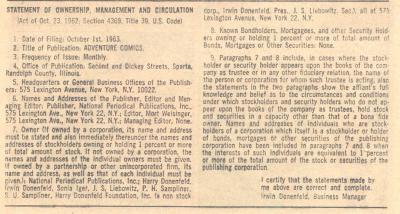 STATEMENT OF OWNERSHIP, MANAGEMENT AND CIRCULATION
(Act of Oct. 23, 1962, Section 4369, Title 39, U.S. Code)
1. Date of Filing: October 1st, 1963.
2. Title of Publication: ADVENTURE COMICS.
3. Frequency of Issue: Monthly.
4. Office of Publication: Second and Dickey Streets, Sparta,
Randolph County, Illinois.
5. Headquarters or General Business Offices of the Publish-
ers: 575 Lexington Avenue, New York, N.Y. 10022.
6. Names and Addresses of the Publisher, Editor and Man-
aging Editor: Publisher, National Periodical Publications, Inc.,
575 Lexington Ave., New York 22, N.Y.; Editor, Mort Weisinger,
575 Lexington Ave., New York 22, N.Y.; Managing Editor, None.
7. Owner (If owned by a corporation, its name and address
must be stated and also immediately thereunder the names and
addresses of stockholders owning or holding 1 percent or more
of total amount of stock. If not owned by a corporation, the
names and addresses of the individual owners must be given.
If owned by a partnership or other unincorporated firm, its
name and address, as well as that of each individual must be
given.) National Periodical Publications, Inc.; Harry Donenfeld,
Irwin Donenfeld, Sonia Iger, J. S. Liebowitz, P. H. Sampliner,
S. U. Sampliner, Harry Donenfeld Foundation, Inc. (a non stock
corp., Irwin Donenfeld, Pres. J. S. Liebowitz, Sec.), all at 575
Lexington Avenue, New York 22, N.Y.
8. Known Bondholders, Mortgagees, and other Security Hold-
ers owning or holding 1 percent or more of total amount of
Bonds, Mortgages or Other Securities: None.
9. Paragraphs 7 and 8 include, in cases where the stock-
holder or security holder appears upon the books of the com-
pany as trustee or in any other fiduciary relation, the name of
the person or corporation for whom such trustee is acting, also
the statements in the two paragraphs show the affiant's full
knowledge and belief as to the circumstances and conditions
under which stockholders and security holders who do not ap-
pear upon the books of the company as trustees, hold stock
and securities in a capacity other than that of a bona fide
owner. Names and addresses of individuals who are stock-
holders of a corporation which itself is a stockholder or holder
of bonds, mortgages or other securities of the publishing
corporation have been included in paragraphs 7 and 8 when
the interests of such individuals are equivalent to 1 percent
or more of the total amount of the stock or securities of the
publishing corporation.
I certify that the statements made by
me above are correct and complete.
Irwin Donenfeld, Business Manager